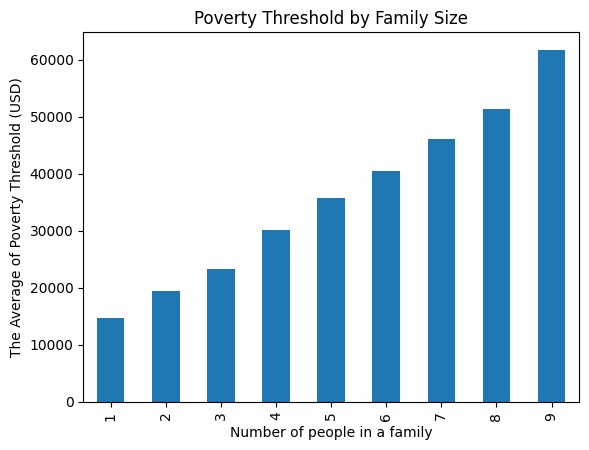 Poverty Threshold by Family Size
The Average of Poverty Threshold (USD)
60000
50000
40000
30000
20000
10000
0
1 2 3 4 5 6 7 8 9
Number of people in a family